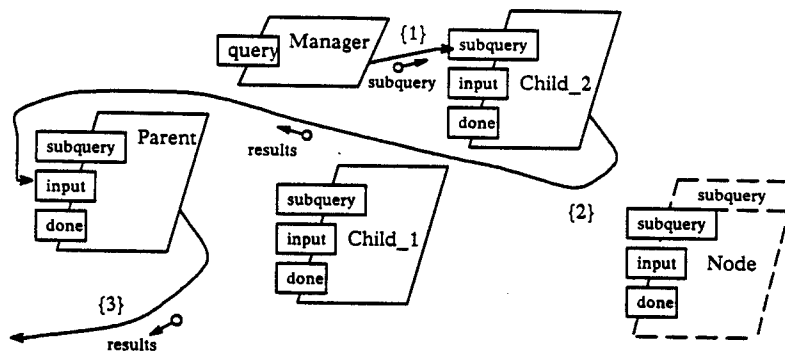 query
Manager
{1}
subquery
subquery
input
Child_2
done
Parent
subquery
input
done
results
subquery
input
Child_1
done
{2}
subquery
subquery
input
Node
done
{3}
results